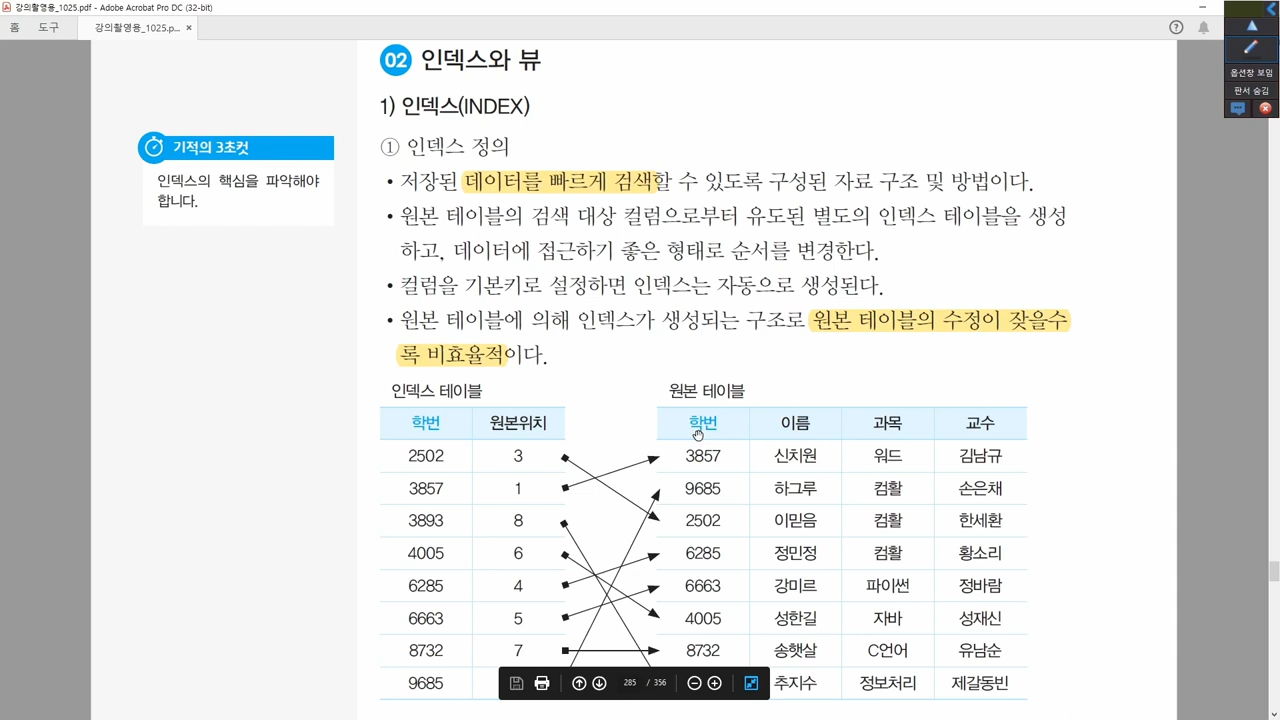 강의촬영용_1025.pdf - Adobe Acrobat Pro DC (32-bit)
홈 도구 강의촬영용_1025.p... ×
옵션창 보임
판서 숨김
02 인덱스와 뷰
1) 인덱스(INDEX)
기적의 3초컷
인덱스의 핵심을 파악해야
합니다.
① 인덱스 정의
• 저장된 데이터를 빠르게 검색할 수 있도록 구성된 자료 구조 및 방법이다.
• 원본 테이블의 검색 대상 컬럼으로부터 유도된 별도의 인덱스 테이블을 생성
하고, 데이터에 접근하기 좋은 형태로 순서를 변경한다.
• 컬럼을 기본키로 설정하면 인덱스는 자동으로 생성된다.
• 원본 테이블에 의해 인덱스가 생성되는 구조로 원본 테이블의 수정이 잦을수
록 비효율적이다.
인덱스 테이블 원본 테이블
학번 원본위치 학번 이름 과목 교수
2502 3 3857 신치원 워드 김남규
3857 1 9685 하그루 컴활 손은채
3893 8 2502 이믿음 컴활 한세환
4005 6 6285 정민정 컴활 황소리
6285 4 6663 강미르 파이썬 정바람
6663 5 4005 성한길 자바 성재신
8732 7 8732 송햇살 C언어 유남순
9685 추지수 정보처리 제갈동빈
285 / 356